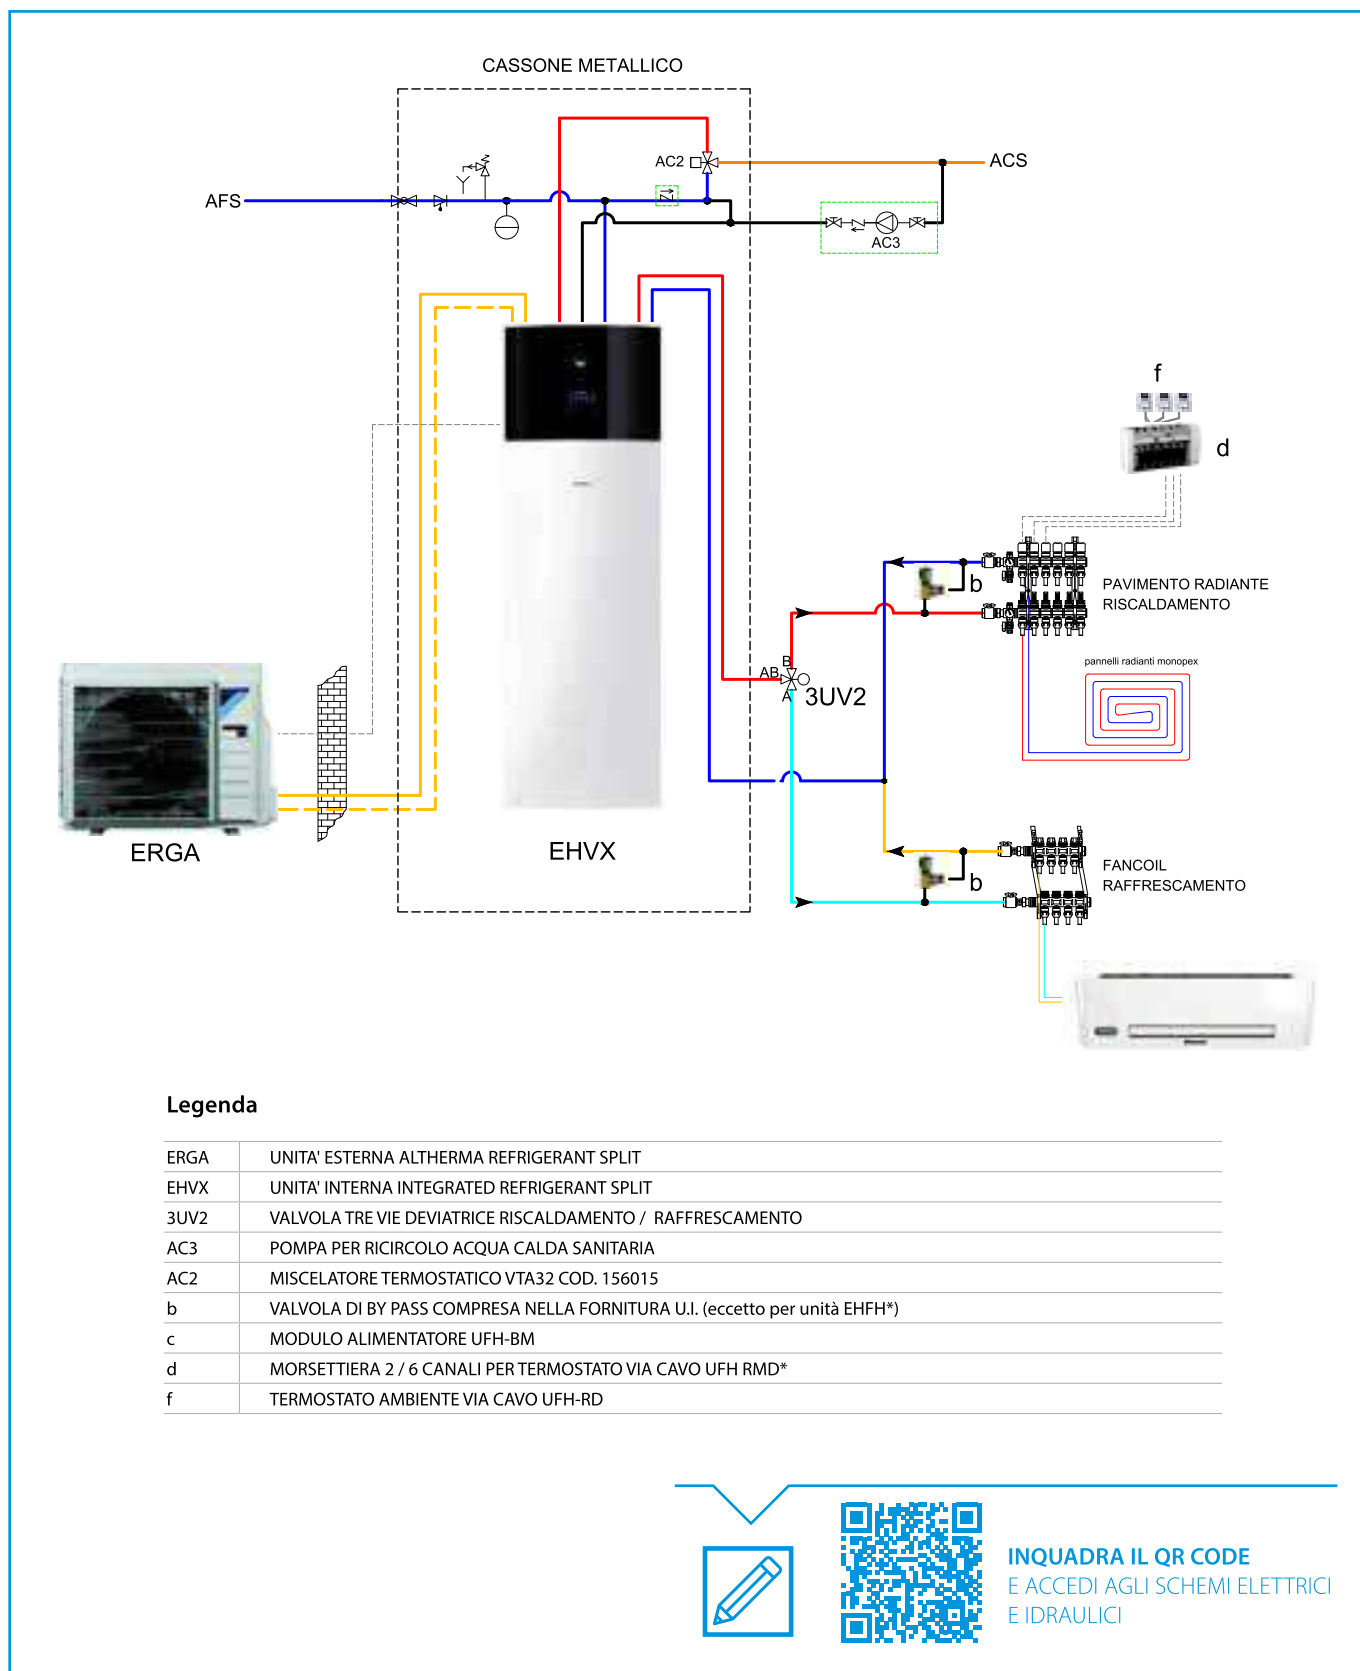 CASSONE METALLICO
AC2
ACS
AFS
AC3
f
d
b
PAVIMENTO RADIANTE
RISCALDAMENTO
pannelli radianti monopex
B
AB
A
3UV2
ERGA
EHVX
b
FANCOIL
RAFFRESCAMENTO
Legenda
ERGA UNITA' ESTERNA ALTHERMA REFRIGERANT SPLIT
EHVX UNITA' INTERNA INTEGRATED REFRIGERANT SPLIT
3UV2 VALVOLA TRE VIE DEVIATRICE RISCALDAMENTO / RAFFRESCAMENTO
AC3 POMPA PER RICIRCOLO ACQUA CALDA SANITARIA
AC2 MISCELATORE TERMOSTATICO VTA32 COD. 156015
b VALVOLA DI BY PASS COMPRESA NELLA FORNITURA U.I. (eccetto per unità EHFH*)
c MODULO ALIMENTATORE UFH-BM
d MORSETTIERA 2 / 6 CANALI PER TERMOSTATO VIA CAVO UFH RMD*
f TERMOSTATO AMBIENTE VIA CAVO UFH-RD
INQUADRA IL QR CODE
E ACCEDI AGLI SCHEMI ELETTRICI
E IDRAULICI